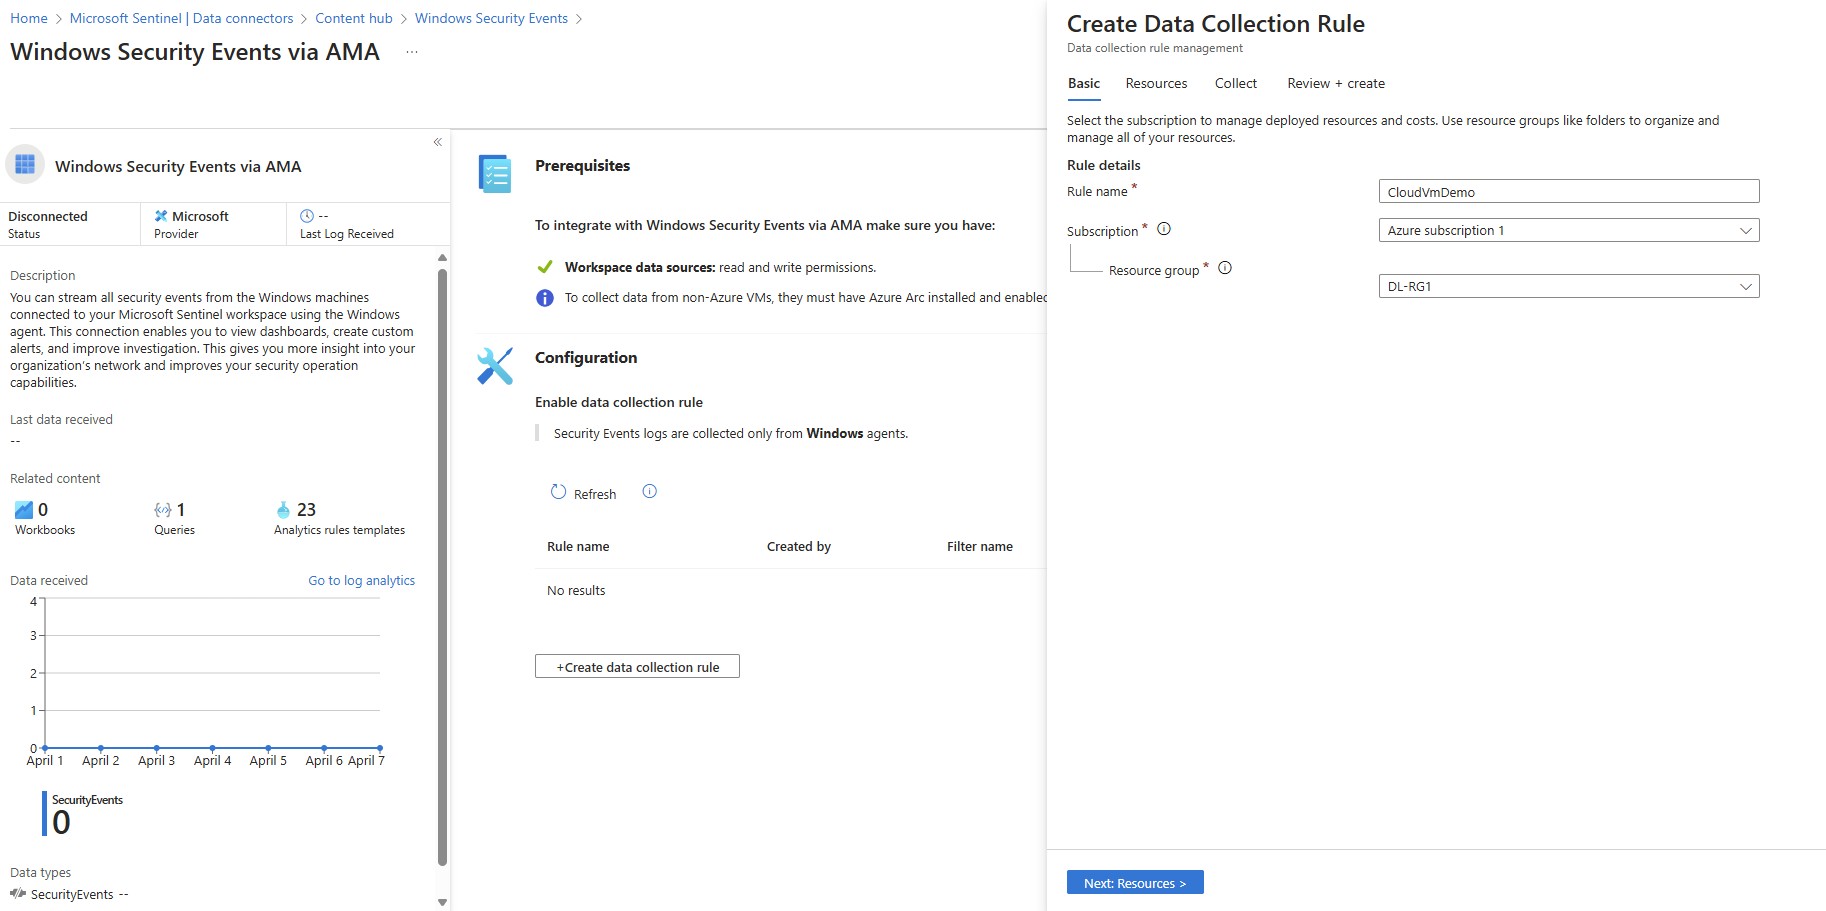 Home > Microsoft Sentinel | Data connectors > Content hub > Windows Security Events >
Windows Security Events via AMA ...
Windows Security Events via AMA
Disconnected
Status
Microsoft
Provider
--
Last Log Received
Description
You can stream all security events from the Windows machines
connected to your Microsoft Sentinel workspace using the Windows
agent. This connection enables you to view dashboards, create custom
alerts, and improve investigation. This gives you more insight into your
organization's network and improves your security operation
capabilities.
Last data received
--
Related content
0
Workbooks
1
Queries
23
Analytics rules templates
Data received
Go to log analytics
4
3
2
1
0
April 1 April 2 April 3 April 4 April 5 April 6 April 7
SecurityEvents
0
Data types
SecurityEvents --
Prerequisites
To integrate with Windows Security Events via AMA make sure you have:
Workspace data sources: read and write permissions.
To collect data from non-Azure VMs, they must have Azure Arc installed and enabled
Configuration
Enable data collection rule
Security Events logs are collected only from Windows agents.
Refresh
Rule name Created by Filter name
No results
+Create data collection rule
Create Data Collection Rule
Data collection rule management
Basic Resources Collect Review + create
Select the subscription to manage deployed resources and costs. Use resource groups like folders to organize and
manage all of your resources.
Rule details
Rule name *
CloudVmDemo
Subscription *
Azure subscription 1
Resource group *
DL-RG1
Next: Resources >